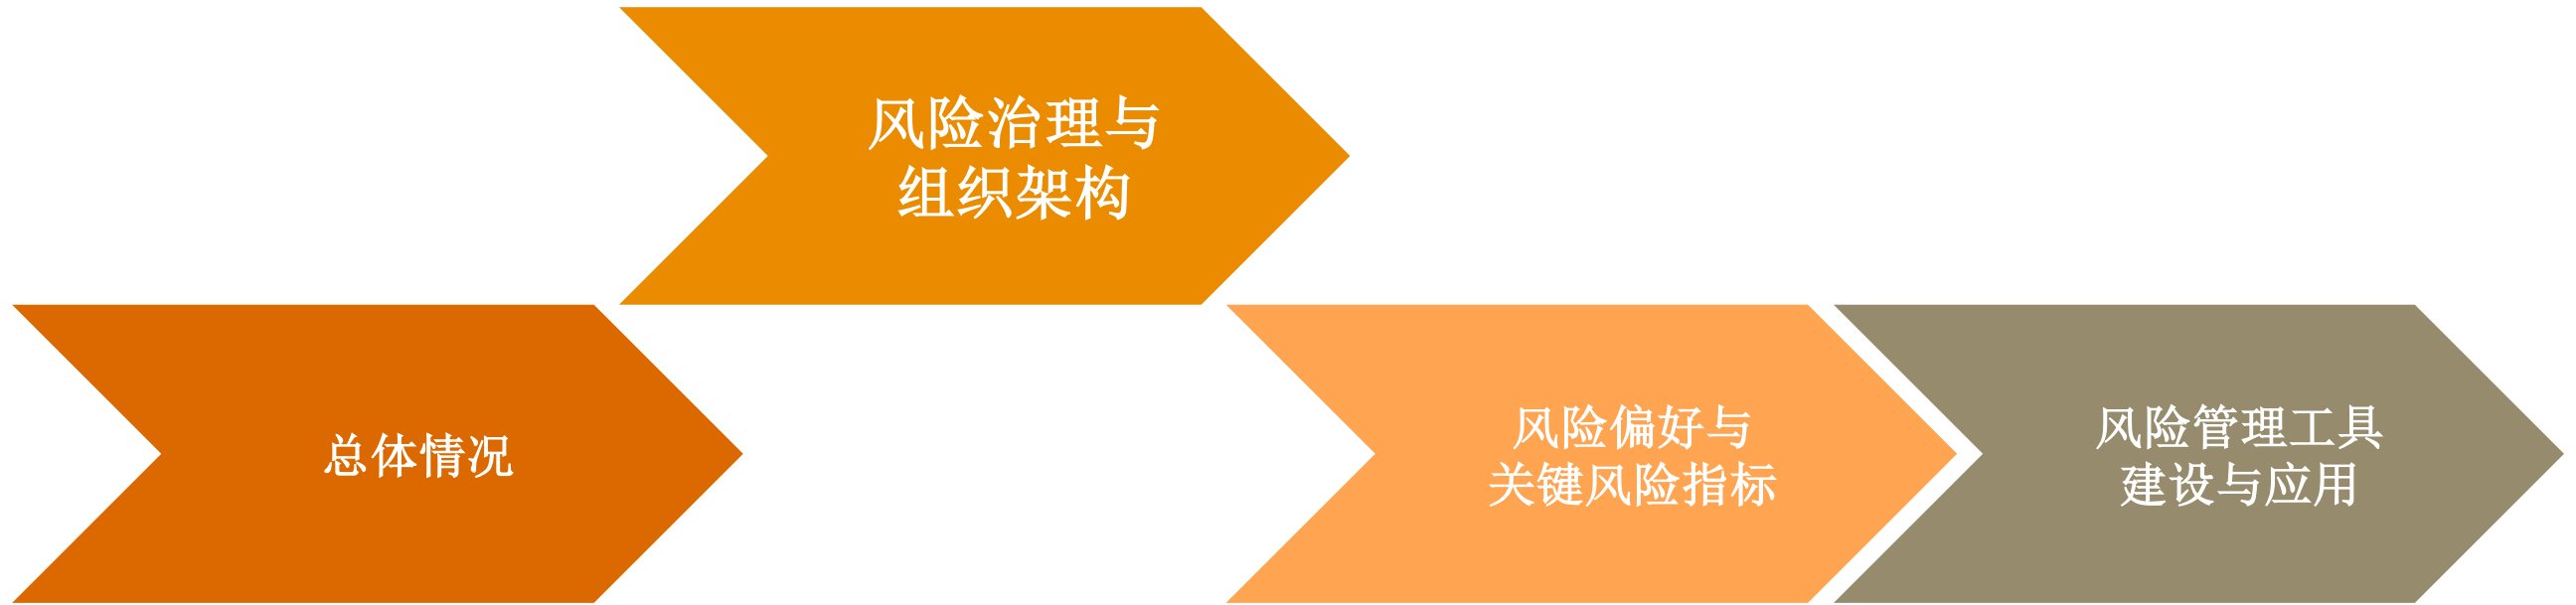 总体情况
风险治理与
组织架构
风险偏好与
关键风险指标
风险管理工具
建设与应用